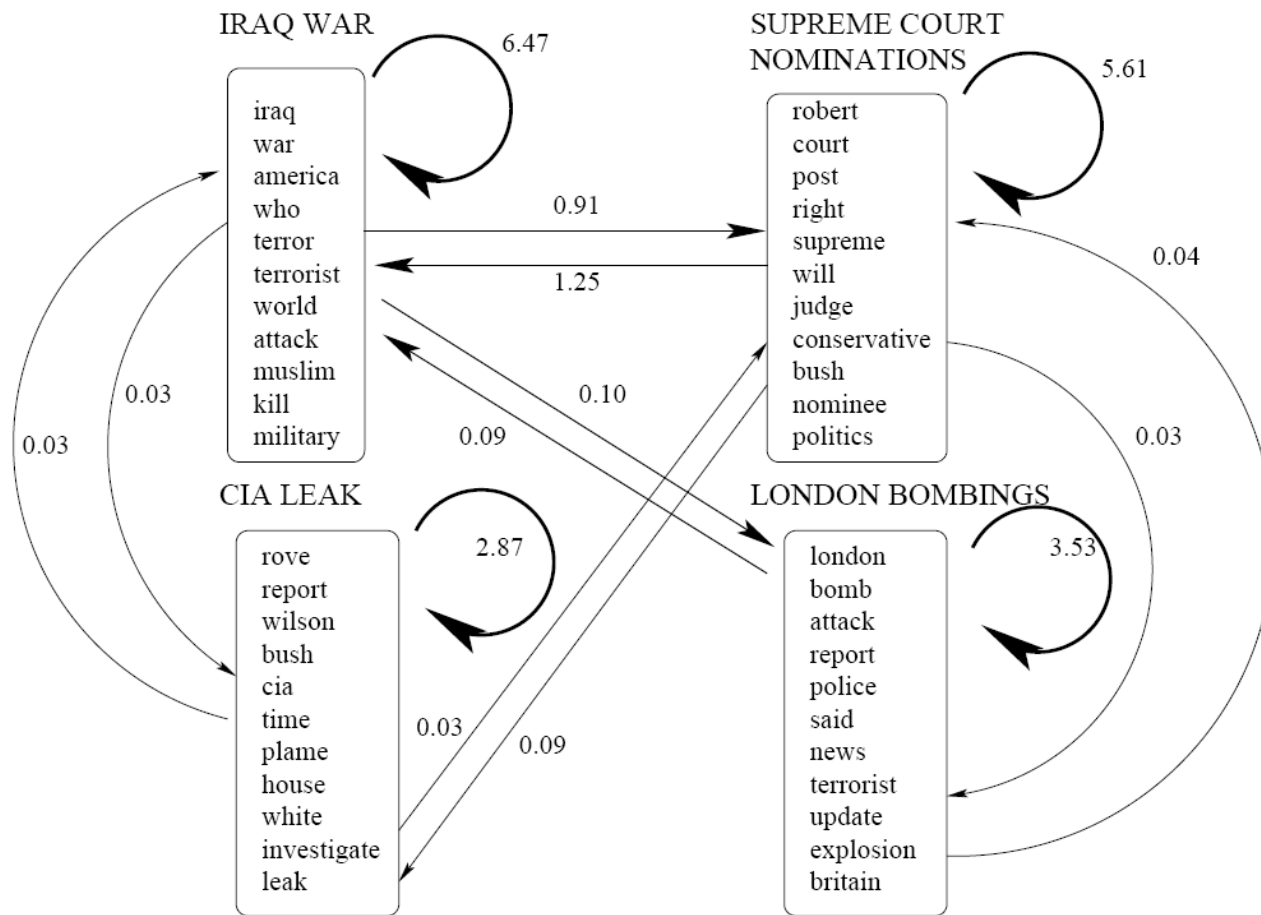 IRAQ WAR
6.47
iraq
war
america
who
terror
terrorist
world
attack
muslim
kill
military
SUPREME COURT
NOMINATIONS
5.61
robert
court
post
right
supreme
will
judge
conservative
bush
nominee
politics
0.91
1.25
0.04
0.03
0.03
0.10
0.09
0.03
CIA LEAK
2.87
rove
report
wilson
bush
cia
time
plame
house
white
investigate
leak
0.03
0.09
LONDON BOMBINGS
3.53
london
bomb
attack
report
police
said
news
terrorist
update
explosion
britain